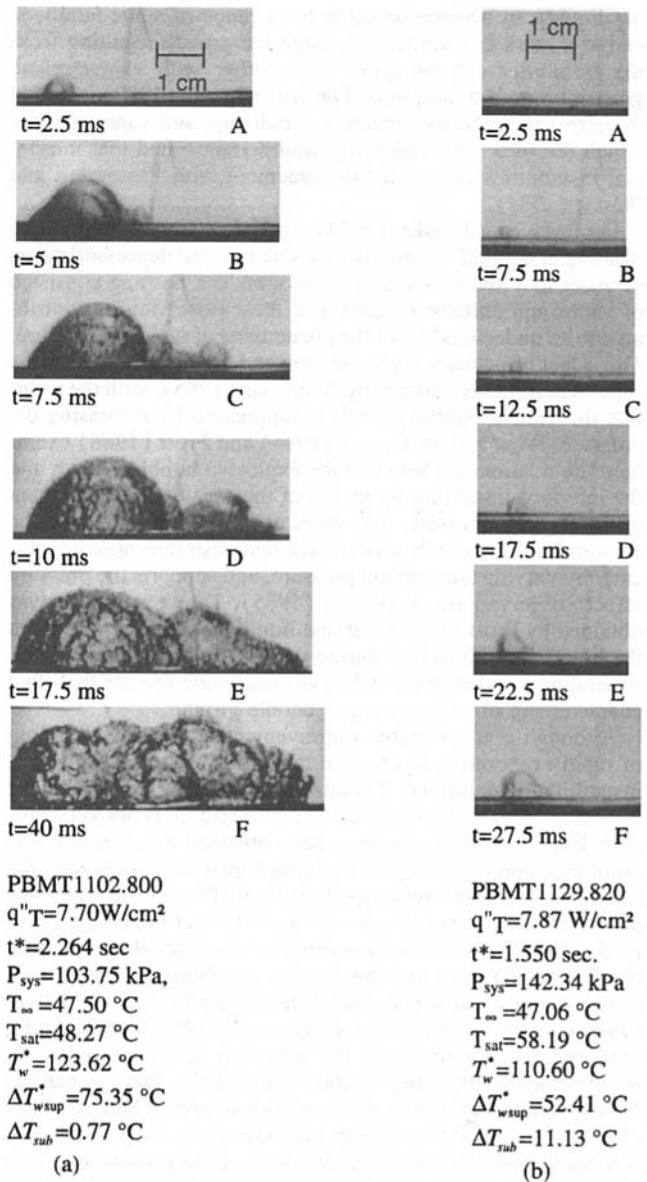 1 cm
t=2.5 ms A
t=5 ms B
t=7.5 ms C
t=10 ms D
t=17.5 ms E
t=40 ms F
PBMT1102.800
q"T=7.70W/cm²
t*=2.264 sec
Psys=103.75 kPa,
T∞=47.50 °C
Tsat=48.27 °C
T*w=123.62 °C
ΔT*wsup=75.35 °C
ΔTsub=0.77 °C
(a)
1 cm
t=2.5 ms A
t=7.5 ms B
t=12.5 ms C
t=17.5 ms D
t=22.5 ms E
t=27.5 ms F
PBMT1129.820
q"T=7.87 W/cm²
t*=1.550 sec.
Psys=142.34 kPa
T∞=47.06 °C
Tsat=58.19 °C
T*w=110.60 °C
ΔT*wsup=52.41 °C
ΔTsub=11.13 °C
(b)